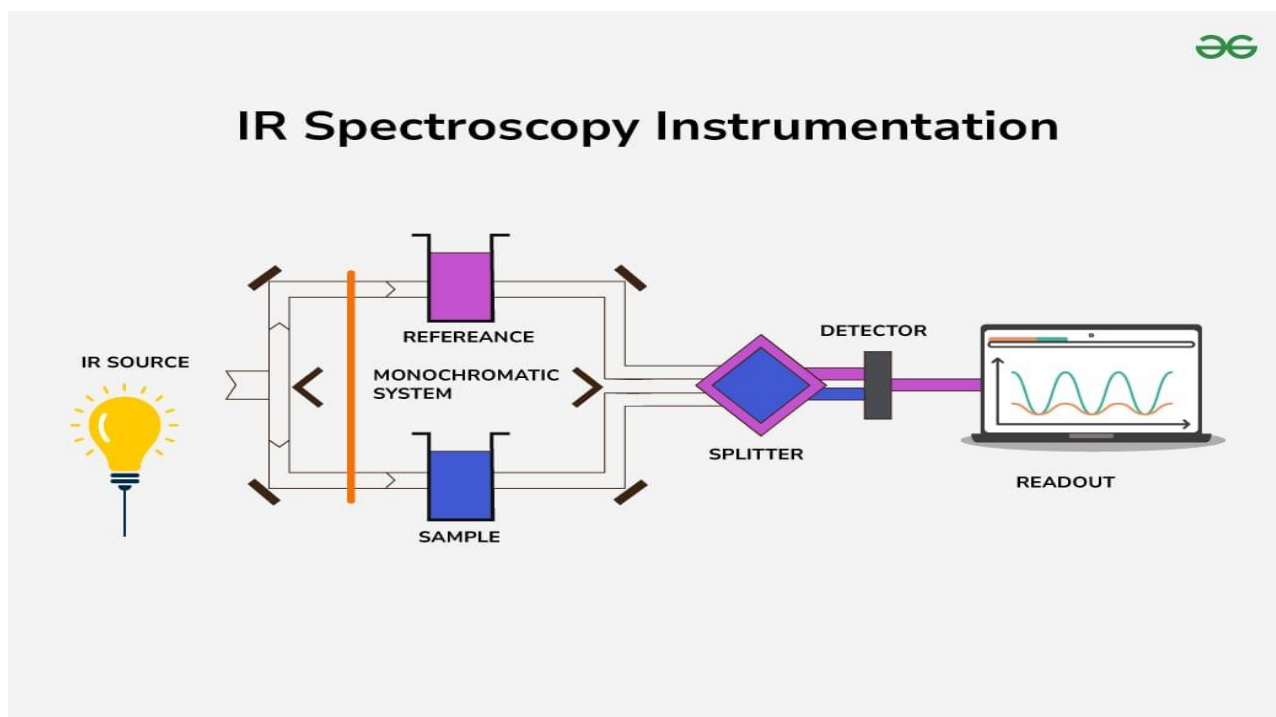 IR Spectroscopy Instrumentation
IR SOURCE
REFEREANCE
MONOCHROMATIC
SYSTEM
SAMPLE
SPLITTER
DETECTOR
READOUT